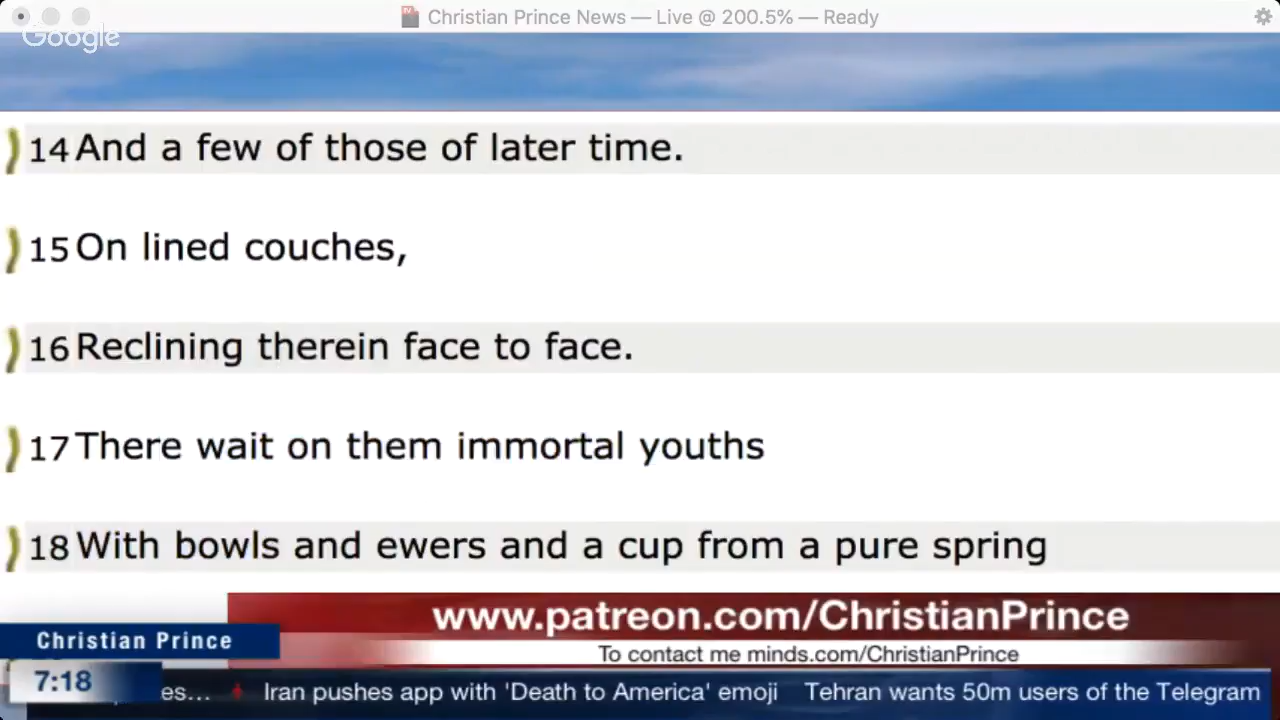 Christian Prince News — Live @ 200.5% — Ready
Google
14 And a few of those of later time.
15 On lined couches,
16 Reclining therein face to face.
17 There wait on them immortal youths
18 With bowls and ewers and a cup from a pure spring
www.patreon.com/ChristianPrince
Christian Prince
To contact me minds.com/ChristianPrince
7:18
es... Iran pushes app with 'Death to America' emoji Tehran wants 50m users of the Telegram